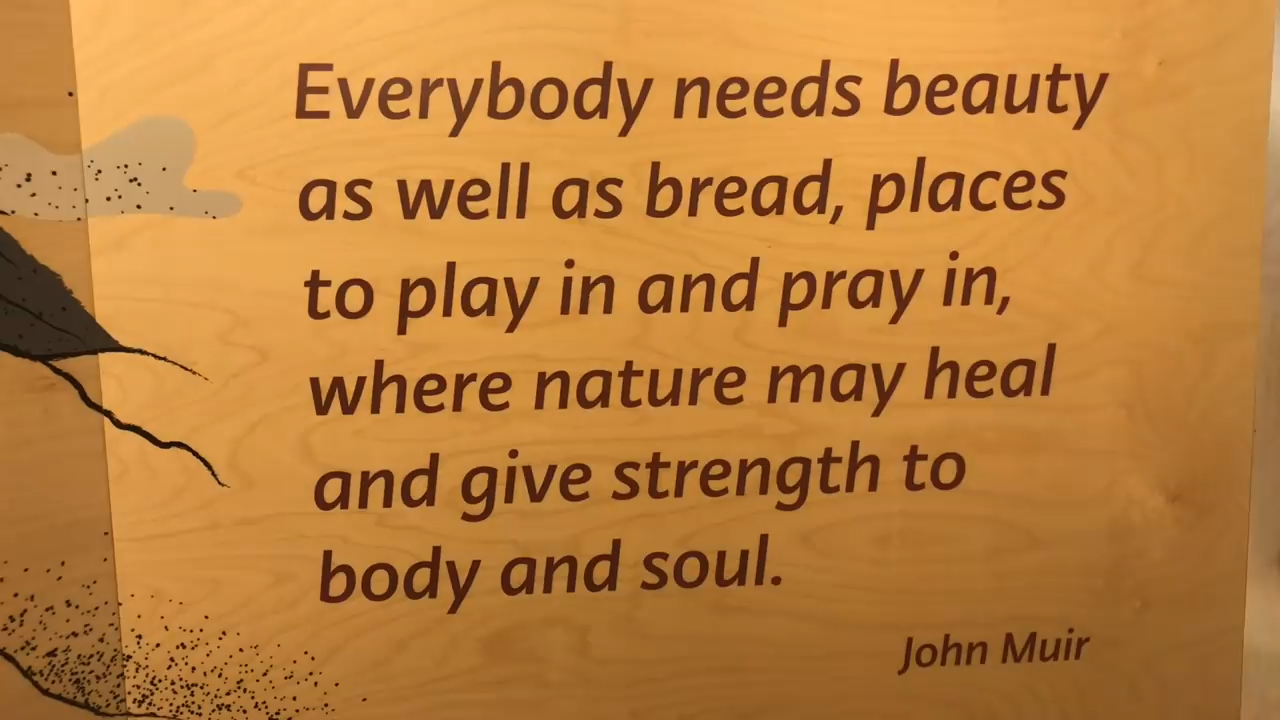 Everybody needs beauty
as well as bread, places
to play in and pray in,
where nature may heal
and give strength to
body and soul.
John Muir